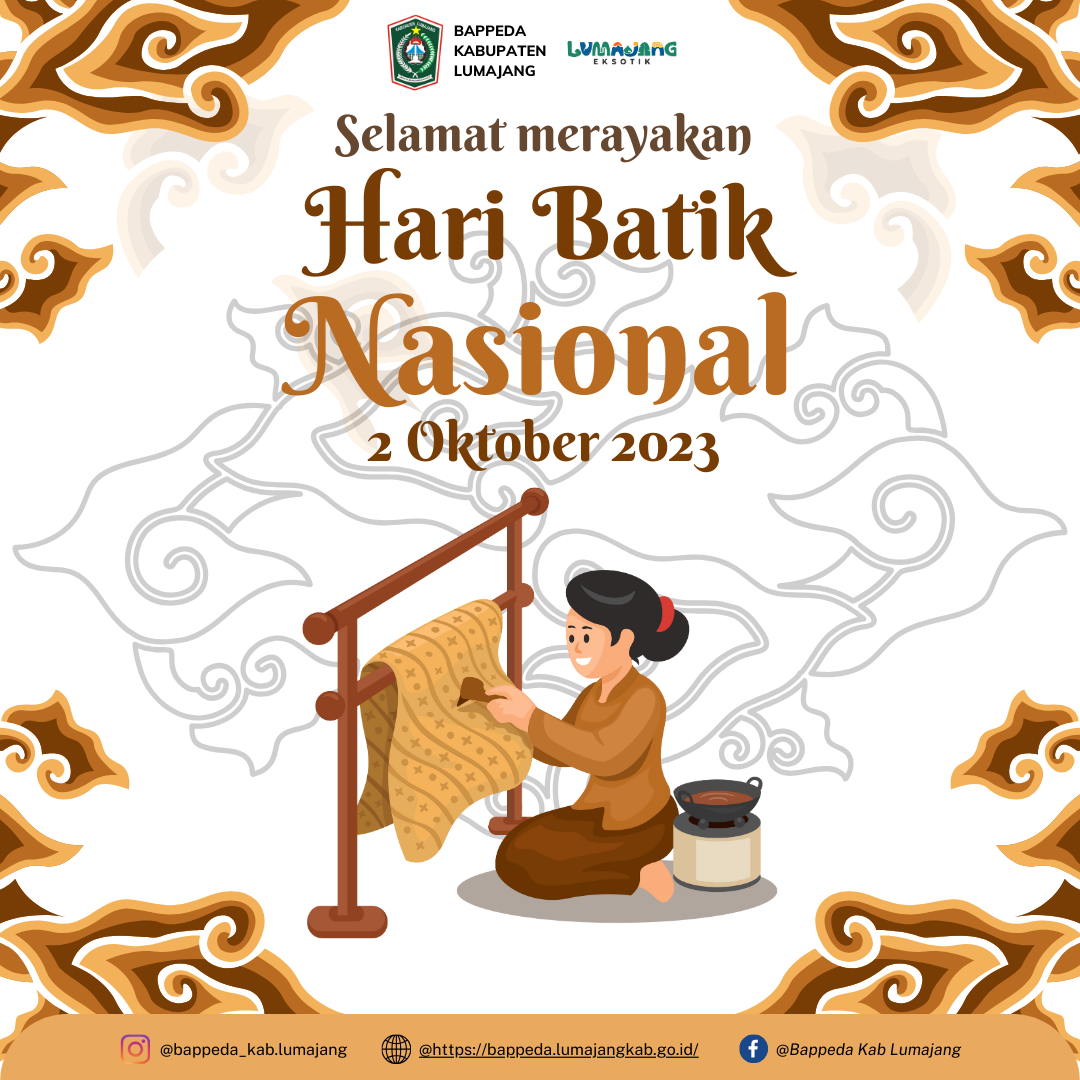 BAPPEDA
KABUPATEN
LUMAJANG
LUMAJANG
EKSOTIK
Selamat merayakan
Hari Batik
Nasional
2 Oktober 2023
@bappeda_kab.lumajang
@https://bappeda.lumajangkab.go.id/
@Bappeda Kab Lumajang